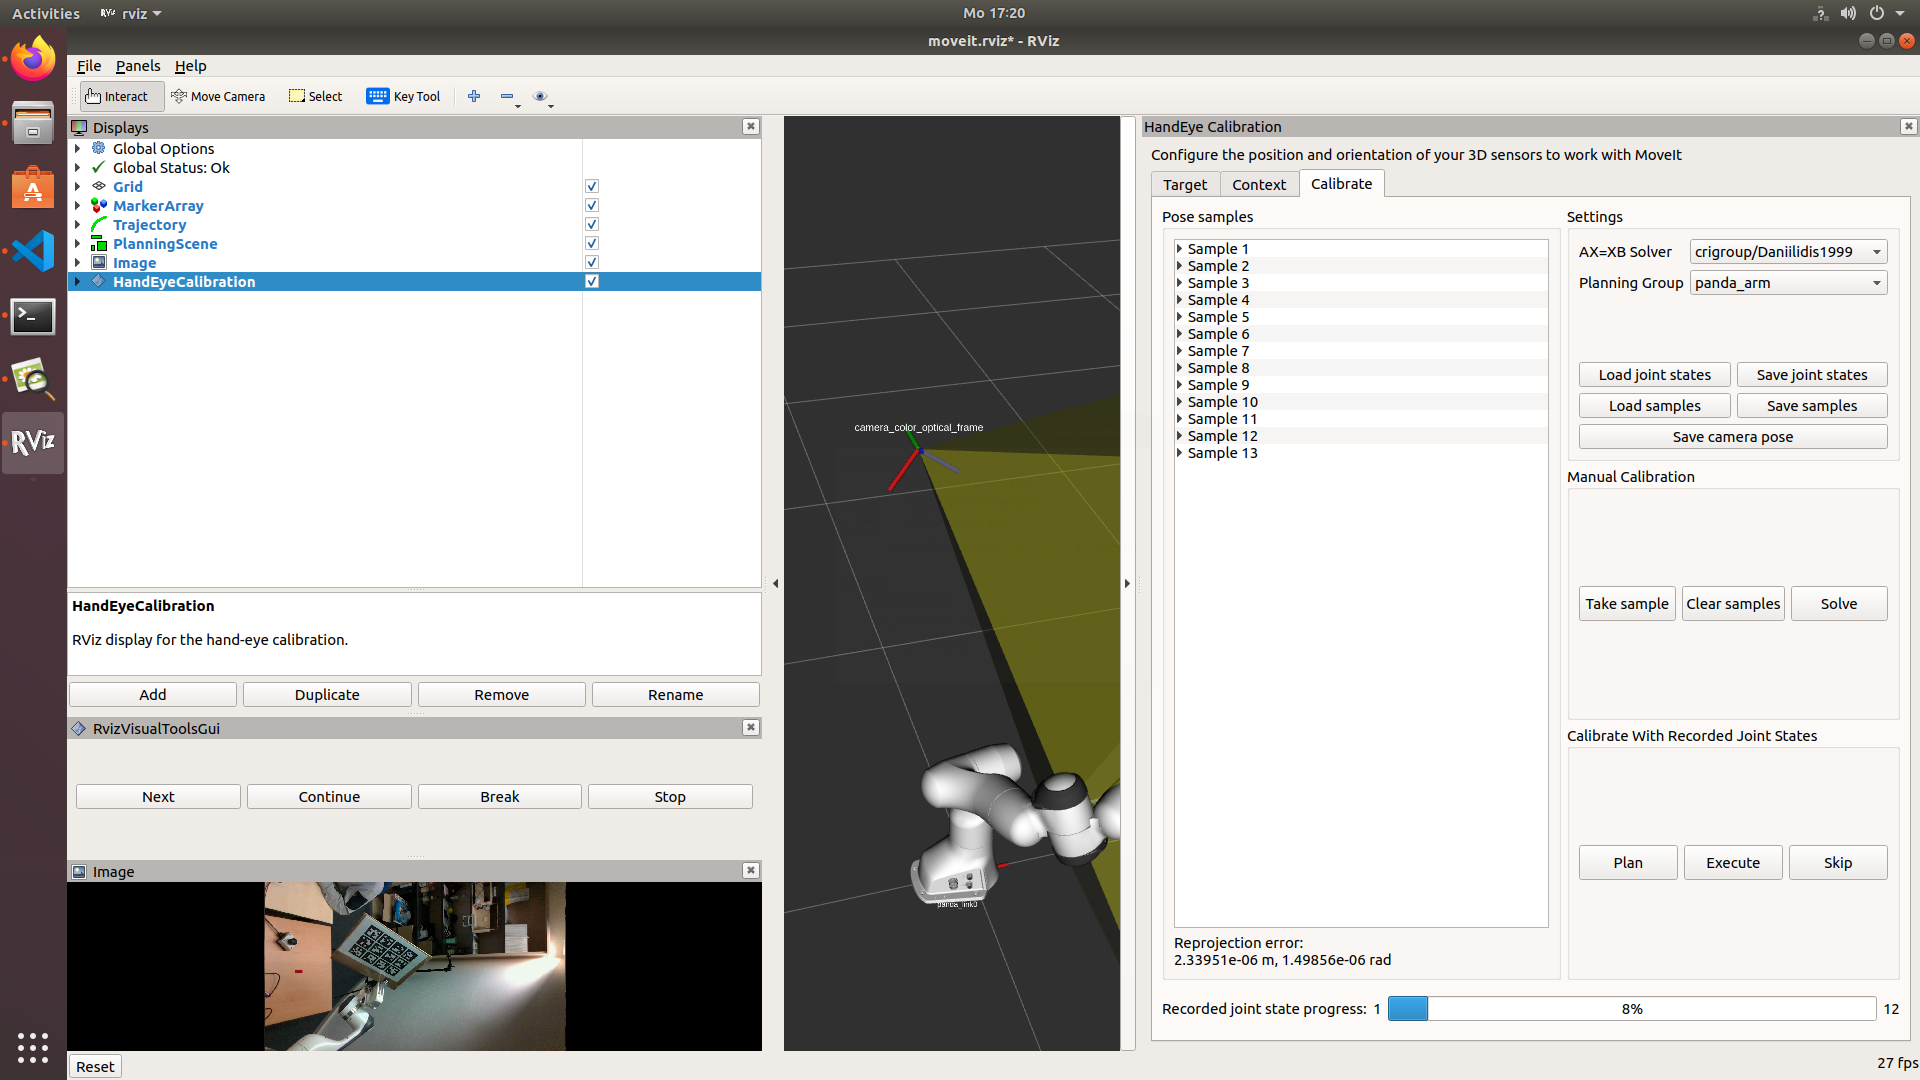 Activities
RViz rviz
Mo 17:20
moveit.rviz* - RViz
File Panels Help
Interact Move Camera Select Key Tool
Displays
Global Options
Global Status: Ok
Grid
MarkerArray
Trajectory
PlanningScene
Image
HandEyeCalibration
HandEyeCalibration
RViz display for the hand-eye calibration.
Add Duplicate Remove Rename
RvizVisualToolsGui
Next Continue Break Stop
Image
Reset
RViz
camera_color_optical_frame
panda_link0
HandEye Calibration
Configure the position and orientation of your 3D sensors to work with MoveIt
Target Context Calibrate
Pose samples
Sample 1
Sample 2
Sample 3
Sample 4
Sample 5
Sample 6
Sample 7
Sample 8
Sample 9
Sample 10
Sample 11
Sample 12
Sample 13
Reprojection error:
2.33951e-06 m, 1.49856e-06 rad
Settings
AX=XB Solver crigroup/Daniilidis1999
Planning Group panda_arm
Load joint states Save joint states
Load samples Save samples
Save camera pose
Manual Calibration
Take sample Clear samples Solve
Calibrate With Recorded Joint States
Plan Execute Skip
Recorded joint state progress: 1 8% 12
27 fps